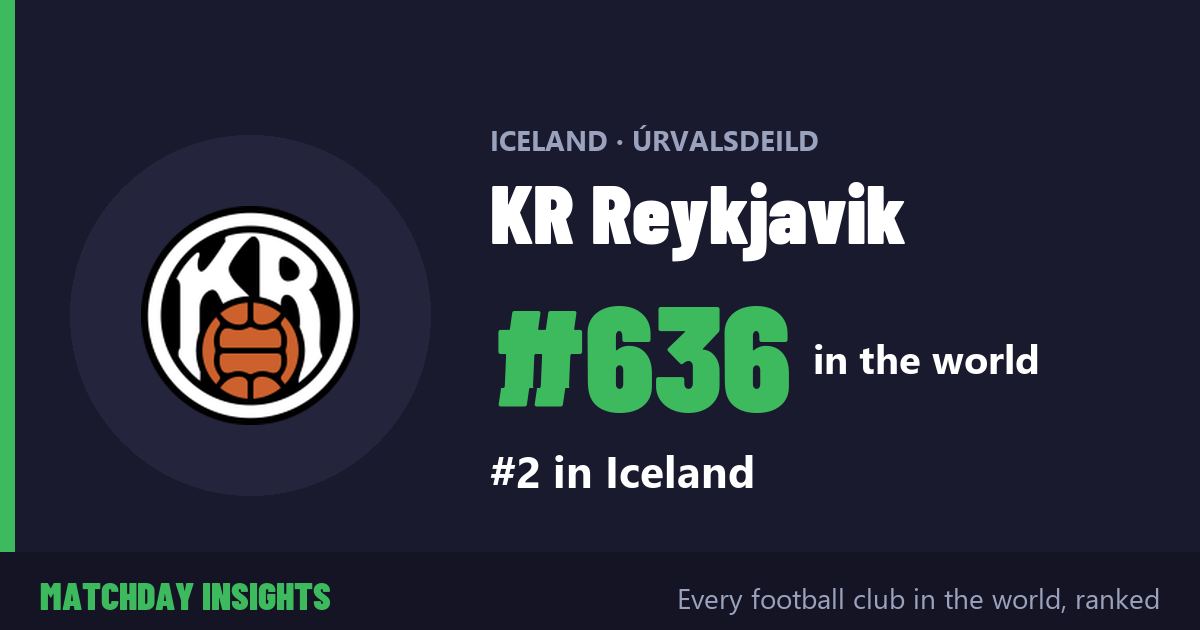 ICELAND · ÚRVALSDEILD
KR Reykjavik
KR
#636 in the world
#2 in Iceland
MATCHDAY INSIGHTS
Every football club in the world, ranked